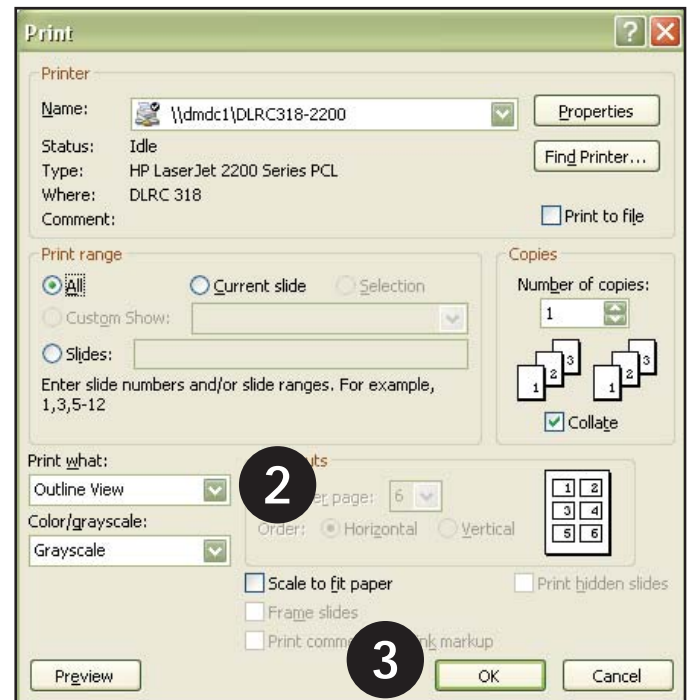 Print
Printer
Name: \\dmdc1\DLRC318-2200 Properties
Status: Idle
Type: HP LaserJet 2200 Series PCL Find Printer...
Where: DLRC 318
Comment: Print to file
Print range
All Current slide Selection
Custom Show:
Slides:
Enter slide numbers and/or slide ranges. For example,
1,3,5-12
Copies
Number of copies:
1
1 2 3 1 2 3
Collate
Print what:
Outline View
Color/grayscale:
Grayscale
2
page: 6
Order: Horizontal Vertical
1 2
3 4
5 6
Scale to fit paper Print hidden slides
Frame slides
Print markup
3
Preview OK Cancel